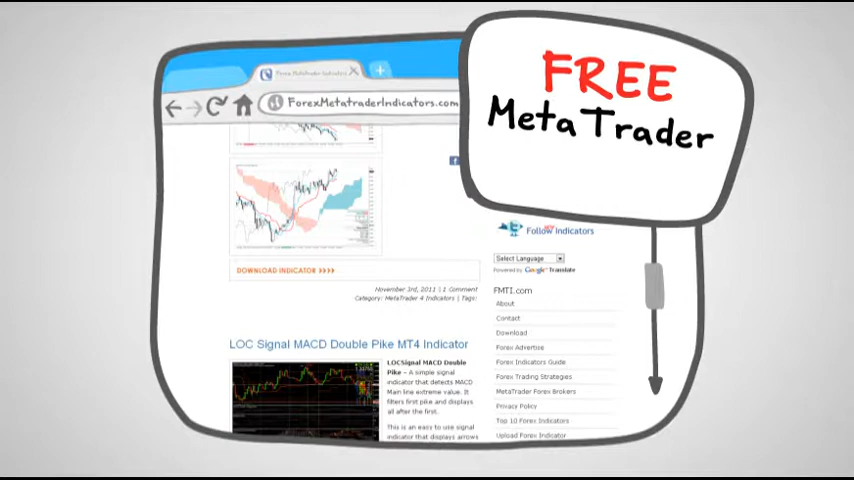 FREE
MetaTrader
Forex MetaTrader Indicators
ForexMetatraderIndicators.com
Follow Indicators
Select Language
Powered by Google Translate
DOWNLOAD INDICATOR >>>>
November 3rd, 2011 | 1 Comment
Category: MetaTrader 4 Indicators | Tags:
LOC Signal MACD Double Pike MT4 Indicator
LOCSignal MACD Double
Pike – A simple signal
indicator that detects MACD
Main line extreme value. It
filters first pike and displays
all after the first.
This is an easy to use signal
indicator that displays arrows
FMTI.com
About
Contact
Download
Forex Advertise
Forex Indicators Guide
Forex Trading Strategies
MetaTrader Forex Brokers
Privacy Policy
Top 10 Forex Indicators
Upload Forex Indicator